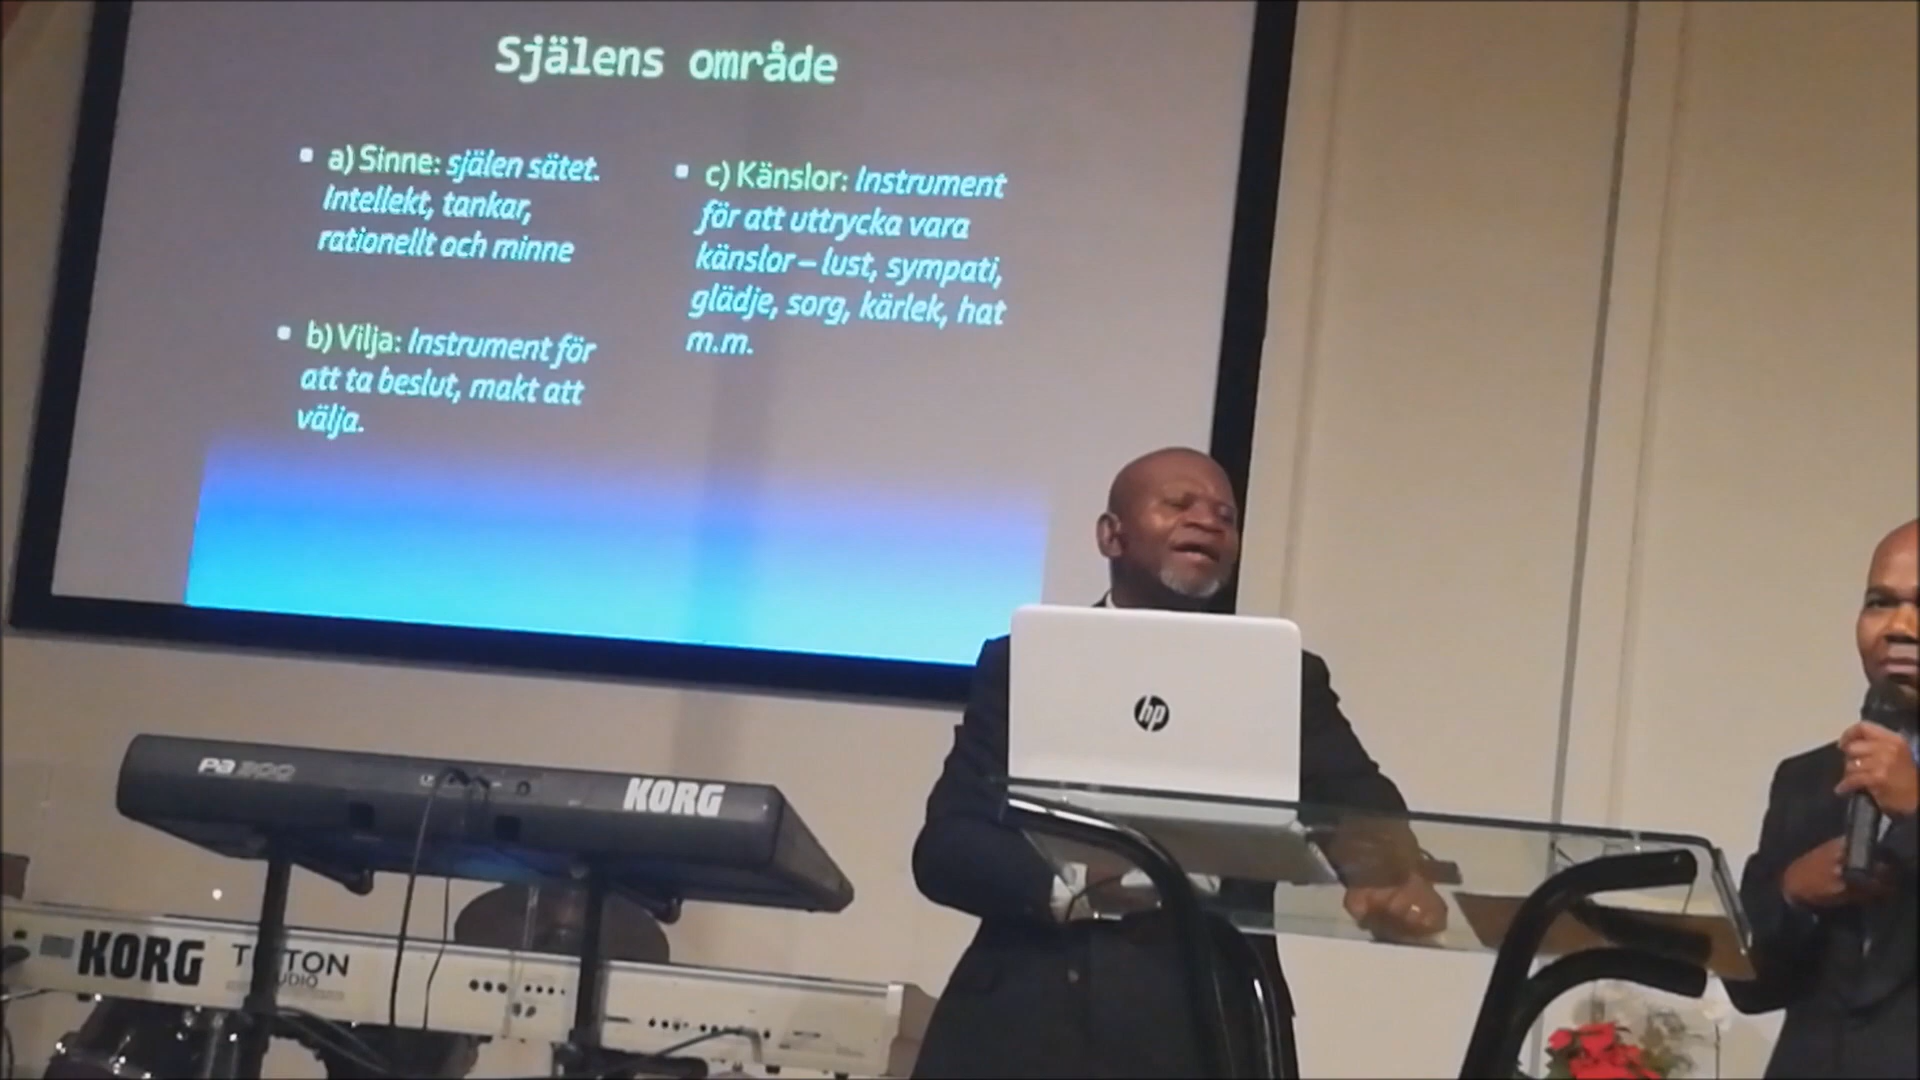 Själens område
a) Sinne: själen sätet.
Intellekt, tankar,
rationellt och minne
b) Vilja: Instrument för
att ta beslut, makt att
välja.
c) Känslor: Instrument
för att uttrycka vara
känslor – lust, sympati,
glädje, sorg, kärlek, hat
m.m.
hp
Pa 300
KORG
KORG